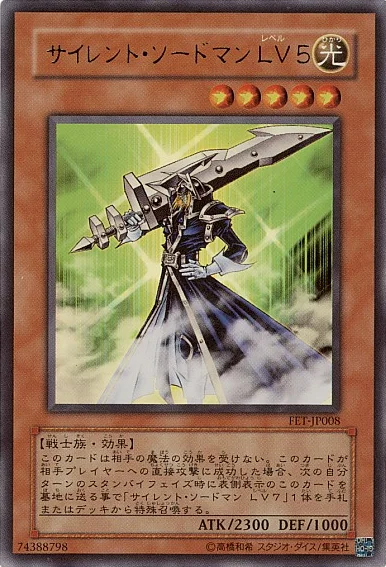 サイレント・ソードマン LV5
レベル
光
ひかり
FET-JP008
【戦士族・効果】
このカードは相手の魔法の効果を受けない。このカードが
相手プレイヤーへの直接攻撃に成功した場合、次の自分
ターンのスタンバイフェイズ時に表側表示のこのカードを
墓地に送る事で「サイレント・ソードマン LV7」1体を手札
またはデッキから特殊召喚する。
ATK/2300 DEF/1000
74388798
©高橋和希 スタジオ・ダイス/集英社